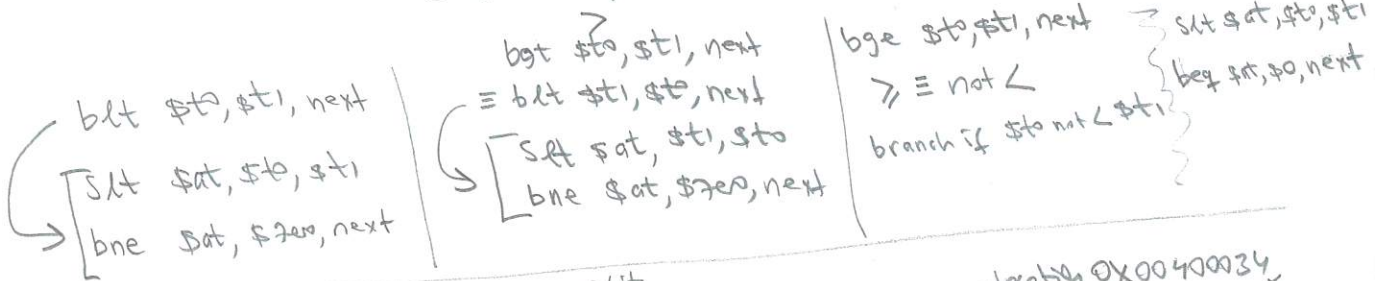 blt $t0, $t1, next
slt $at, $t0, $t1
bne $at, $zero, next
>
bgt $t0, $t1, next
≡ blt $t1, $t0, next
slt $at, $t1, $t0
bne $at, $zero, next
bge $t0, $t1, next
⩾ ≡ not <
branch if $t0 not < $t1
slt $at, $t0, $t1
beq $at, $0, next
location 0X00400034